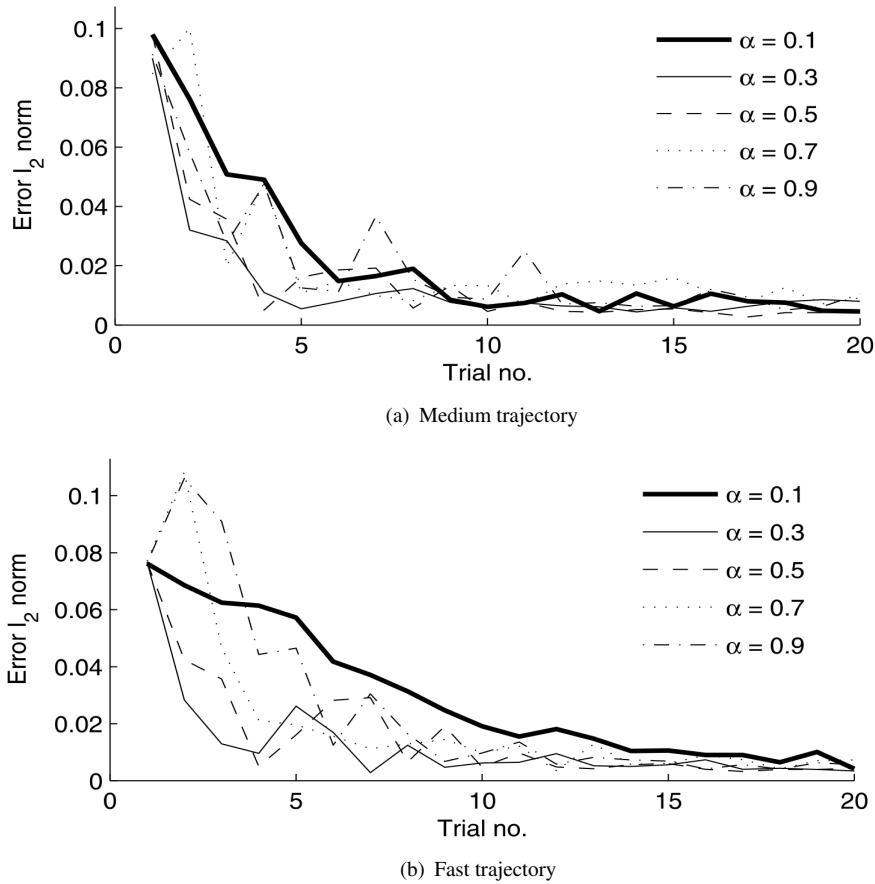 0.1
0.08
0.06
0.04
0.02
0
Error l2 norm
α = 0.1
α = 0.3
α = 0.5
α = 0.7
α = 0.9
0 5 10 15 20
Trial no.
(a) Medium trajectory
0.1
0.08
0.06
0.04
0.02
0
Error l2 norm
α = 0.1
α = 0.3
α = 0.5
α = 0.7
α = 0.9
0 5 10 15 20
Trial no.
(b) Fast trajectory